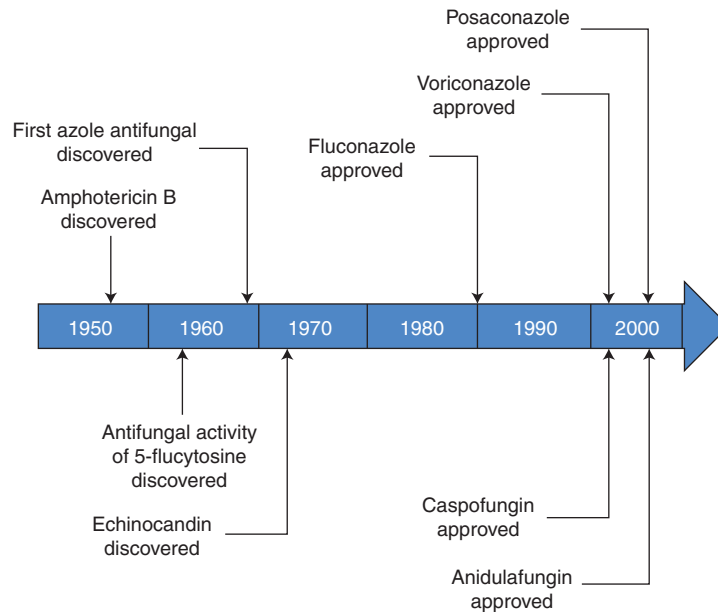 Posaconazole
approved
Voriconazole
approved
First azole antifungal
discovered
Fluconazole
approved
Amphotericin B
discovered
1950
1960
1970
1980
1990
2000
Antifungal activity
of 5-flucytosine
discovered
Echinocandin
discovered
Caspofungin
approved
Anidulafungin
approved